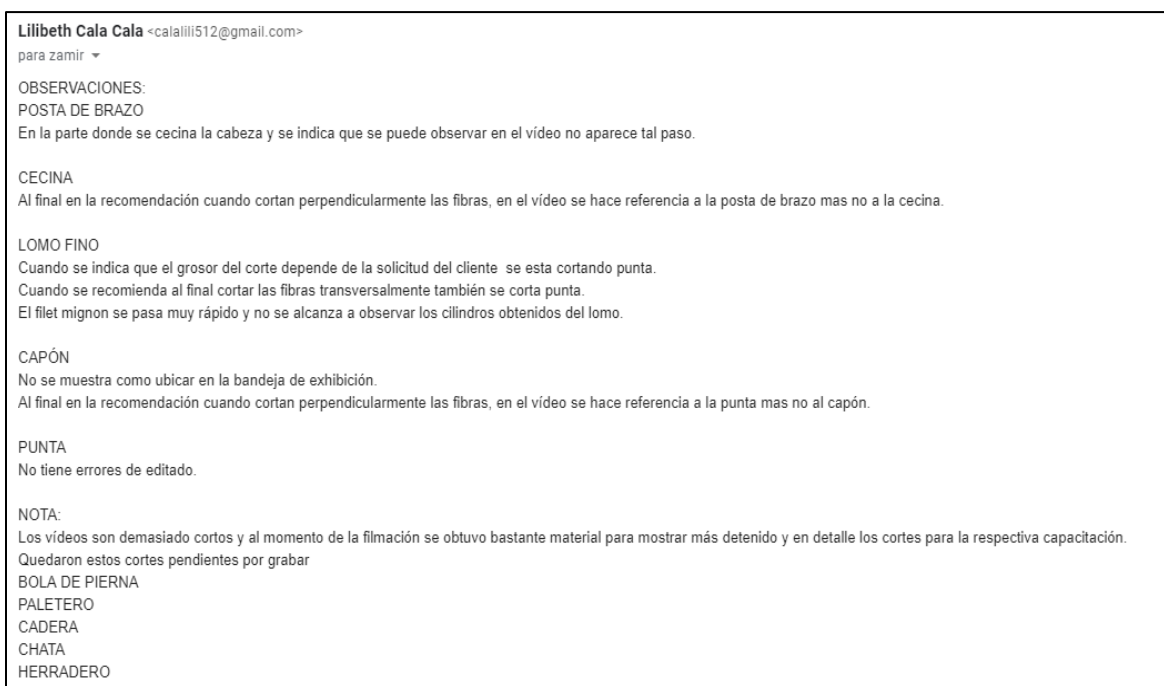 Lilibeth Cala Cala <calalili512@gmail.com>
para zamir
OBSERVACIONES:
POSTA DE BRAZO
En la parte donde se cecina la cabeza y se indica que se puede observar en el vídeo no aparece tal paso.
CECINA
Al final en la recomendación cuando cortan perpendicularmente las fibras, en el vídeo se hace referencia a la posta de brazo mas no a la cecina.
LOMO FINO
Cuando se indica que el grosor del corte depende de la solicitud del cliente se esta cortando punta.
Cuando se recomienda al final cortar las fibras transversalmente también se corta punta.
El filet mignon se pasa muy rápido y no se alcanza a observar los cilindros obtenidos del lomo.
CAPÓN
No se muestra como ubicar en la bandeja de exhibición.
Al final en la recomendación cuando cortan perpendicularmente las fibras, en el vídeo se hace referencia a la punta mas no al capón.
PUNTA
No tiene errores de editado.
NOTA:
Los vídeos son demasiado cortos y al momento de la filmación se obtuvo bastante material para mostrar más detenido y en detalle los cortes para la respectiva capacitación.
Quedaron estos cortes pendientes por grabar
BOLA DE PIERNA
PALETERO
CADERA
CHATA
HERRADERO